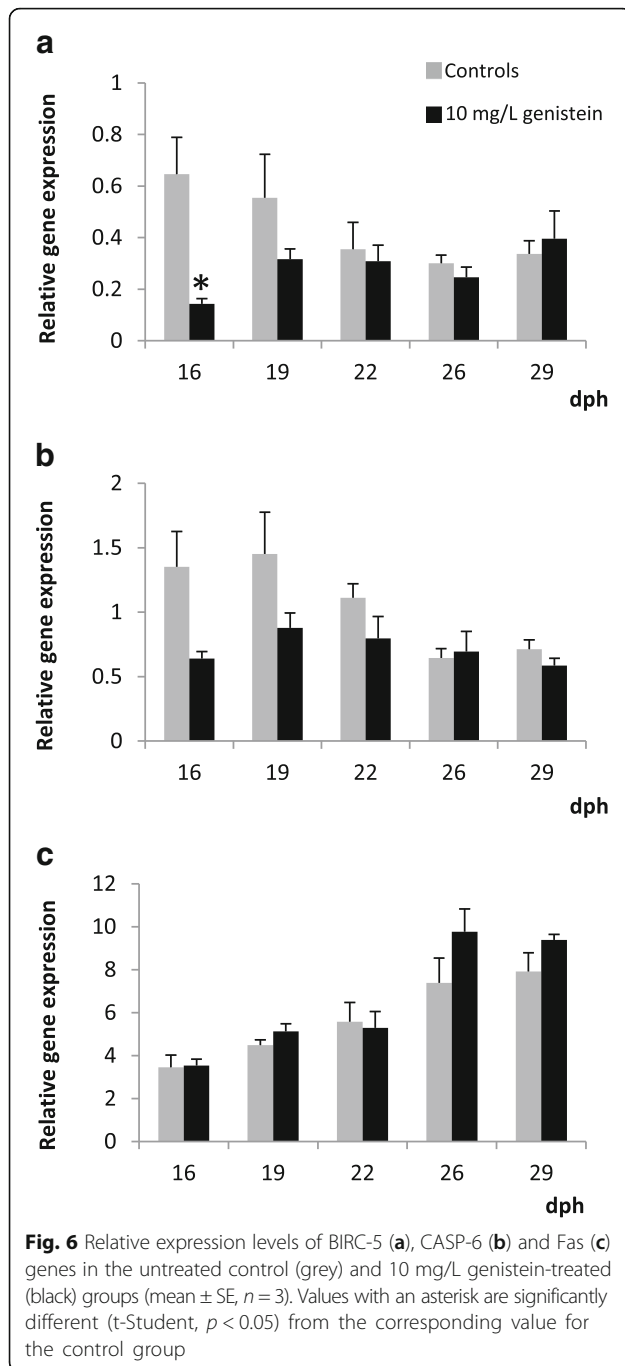 a
Controls
10 mg/L genistein
Relative gene expression
1
0.8
0.6
0.4
0.2
0
*
16 19 22 26 29
dph
b
Relative gene expression
2
1.5
1
0.5
0
16 19 22 26 29
dph
c
Relative gene expression
12
10
8
6
4
2
0
16 19 22 26 29
dph
Fig. 6 Relative expression levels of BIRC-5 (a), CASP-6 (b) and Fas (c)
genes in the untreated control (grey) and 10 mg/L genistein-treated
(black) groups (mean ± SE, n = 3). Values with an asterisk are significantly
different (t-Student, p < 0.05) from the corresponding value for
the control group